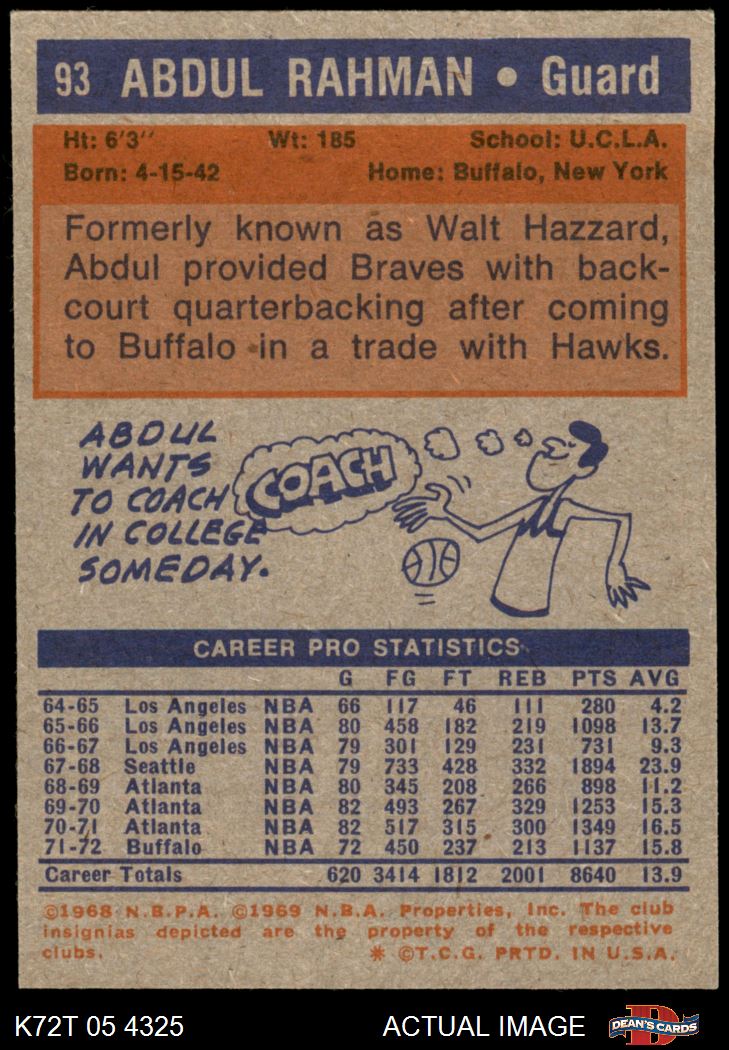 93 ABDUL RAHMAN • Guard
Ht: 6'3'' Wt: 185 School: U.C.L.A.
Born: 4-15-42 Home: Buffalo, New York
Formerly known as Walt Hazzard,
Abdul provided Braves with back-
court quarterbacking after coming
to Buffalo in a trade with Hawks.
ABDUL
WANTS
TO COACH
IN COLLEGE
SOMEDAY.
COACH
CAREER PRO STATISTICS
G FG FT REB PTS AVG
64-65 Los Angeles NBA 66 117 46 111 280 4.2
65-66 Los Angeles NBA 80 458 182 219 1098 13.7
66-67 Los Angeles NBA 79 301 129 231 731 9.3
67-68 Seattle NBA 79 733 428 332 1894 23.9
68-69 Atlanta NBA 80 345 208 266 898 11.2
69-70 Atlanta NBA 82 493 267 329 1253 15.3
70-71 Atlanta NBA 82 517 315 300 1349 16.5
71-72 Buffalo NBA 72 450 237 213 1137 15.8
Career Totals 620 3414 1812 2001 8640 13.9
©1968 N.B.P.A. ©1969 N.B.A. Properties, Inc. The club
insignias depicted are the property of the respective
clubs. * ©T.C.G. PRTD. IN U.S.A.
K72T 05 4325 ACTUAL IMAGE D DEAN'S CARDS